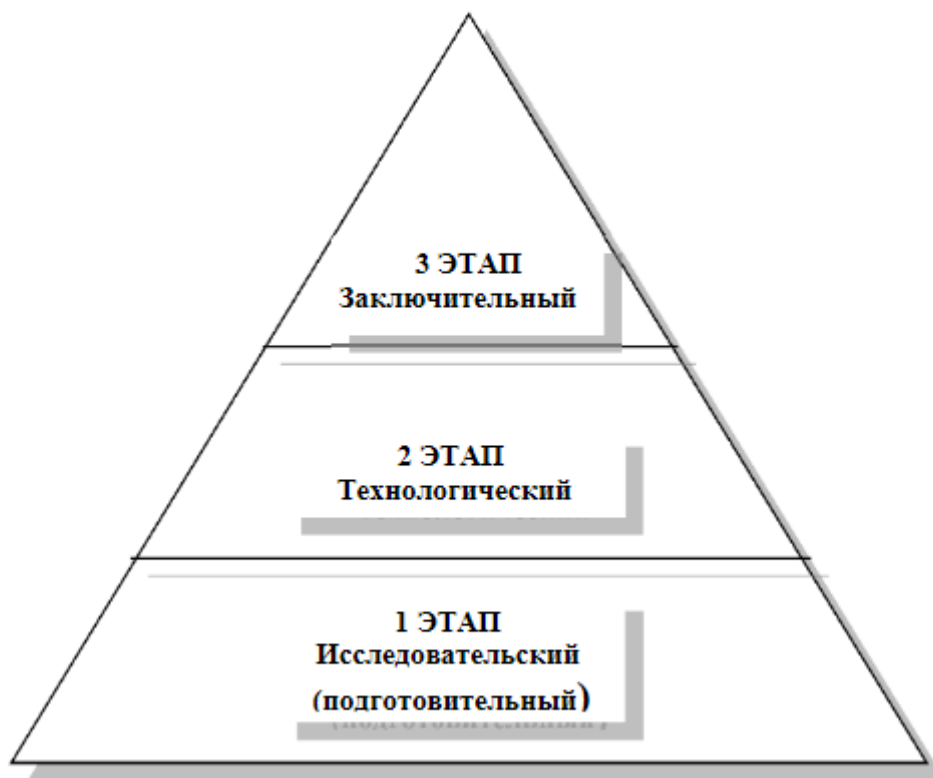 3 ЭТАП
Заключительный
2 ЭТАП
Технологический
1 ЭТАП
Исследовательский
(подготовительный)